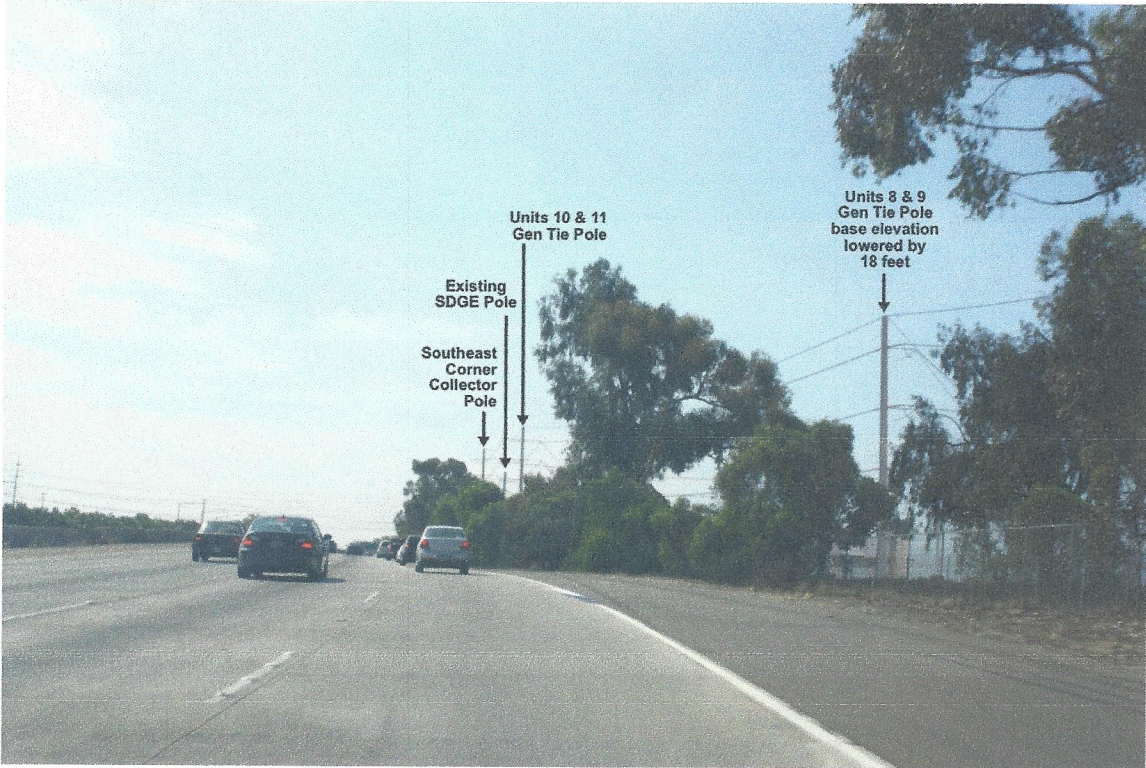 Units 10 & 11
Gen Tie Pole
Existing
SDGE Pole
Southeast
Corner
Collector
Pole
Units 8 & 9
Gen Tie Pole
base elevation
lowered by
18 feet